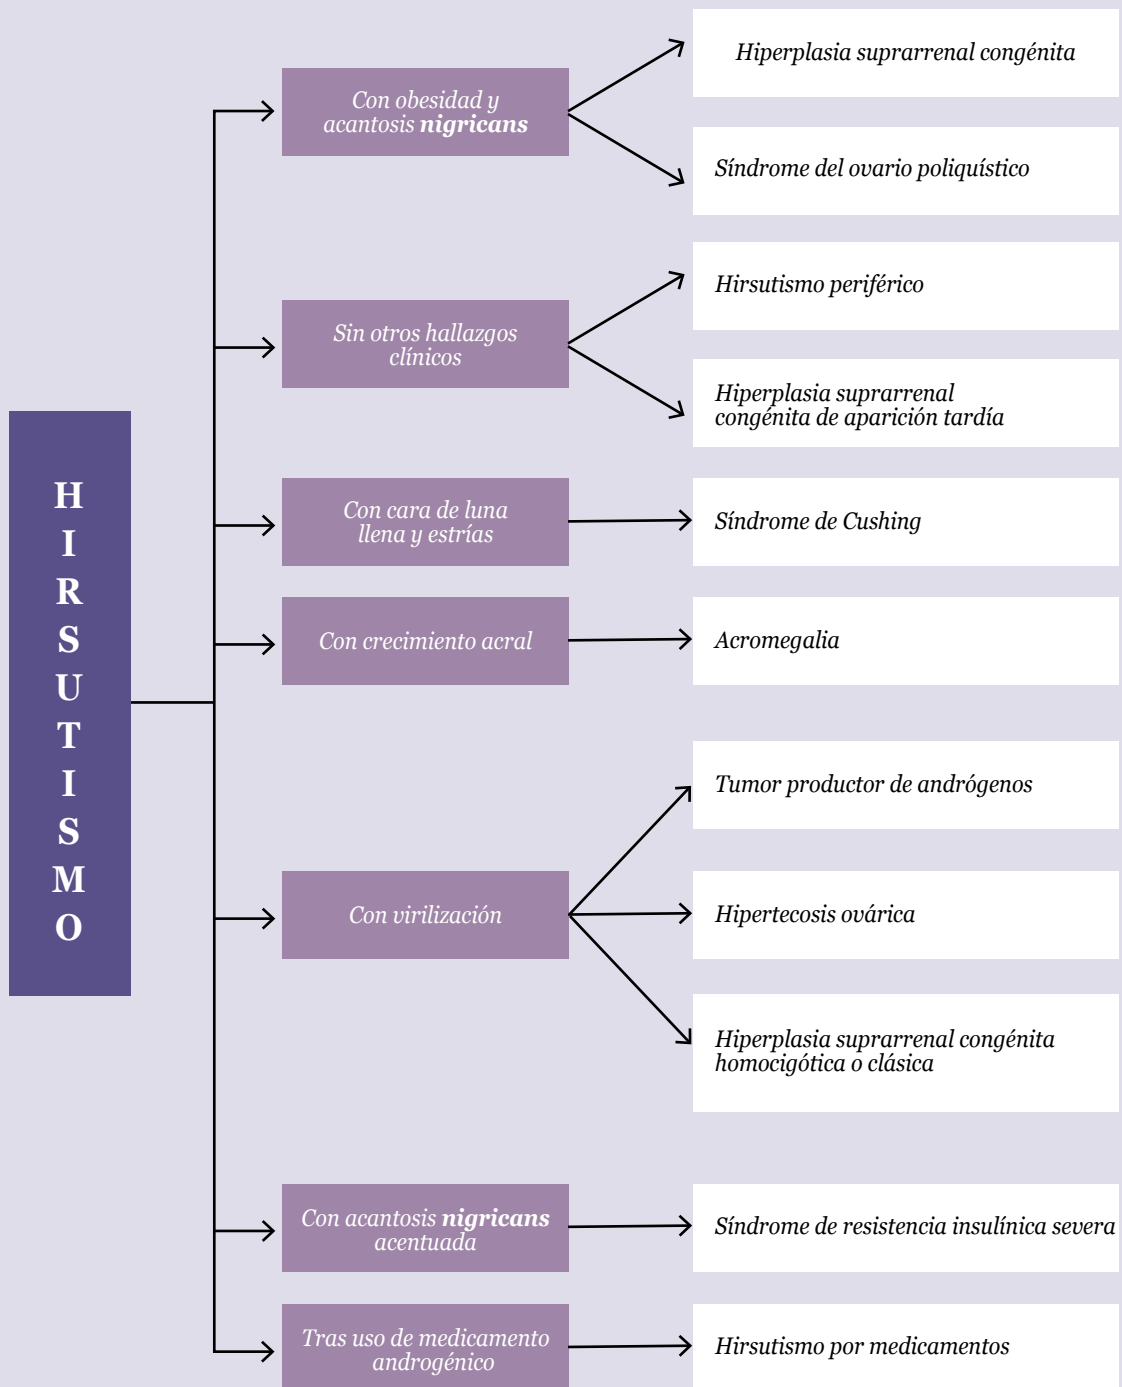 HIRSUTISMO
Con obesidad y
acantosis nigricans
Hiperplasia suprarrenal congénita
Síndrome del ovario poliquístico
Sin otros hallazgos
clínicos
Hirsutismo periférico
Hiperplasia suprarrenal
congénita de aparición tardía
Con cara de luna
llena y estrías
Síndrome de Cushing
Con crecimiento acral
Acromegalia
Con virilización
Tumor productor de andrógenos
Hipertecosis ovárica
Hiperplasia suprarrenal congénita
homocigótica o clásica
Con acantosis nigricans
acentuada
Síndrome de resistencia insulínica severa
Tras uso de medicamento
androgénico
Hirsutismo por medicamentos